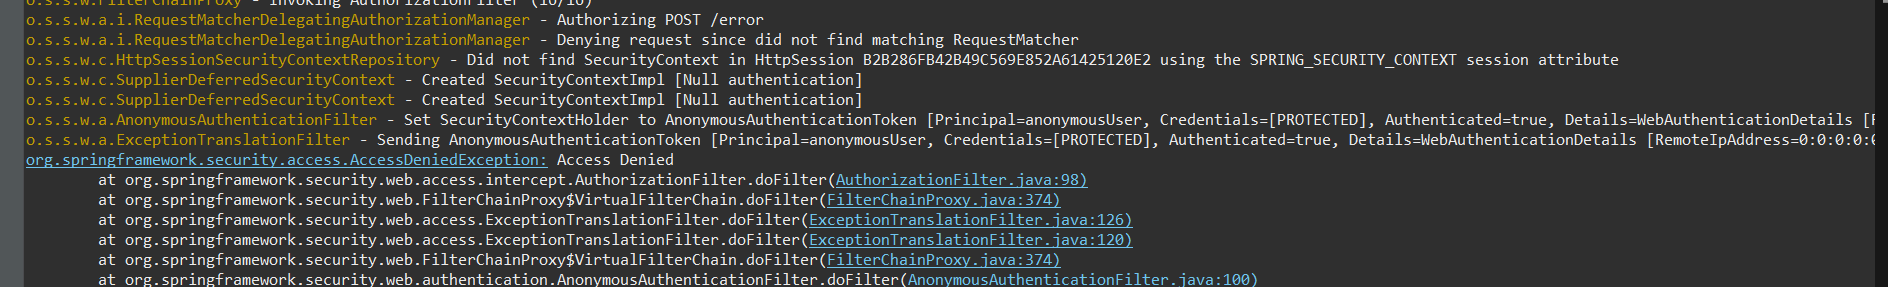 o.s.s.w.FilterChainProxy - Invoking AuthorizationFilter (16/16)
o.s.s.w.a.i.RequestMatcherDelegatingAuthorizationManager - Authorizing POST /error
o.s.s.w.a.i.RequestMatcherDelegatingAuthorizationManager - Denying request since did not find matching RequestMatcher
o.s.s.w.c.HttpSessionSecurityContextRepository - Did not find SecurityContext in HttpSession B2B286FB42B49C569E852A61425120E2 using the SPRING_SECURITY_CONTEXT session attribute
o.s.s.w.c.SupplierDeferredSecurityContext - Created SecurityContextImpl [Null authentication]
o.s.s.w.c.SupplierDeferredSecurityContext - Created SecurityContextImpl [Null authentication]
o.s.s.w.a.AnonymousAuthenticationFilter - Set SecurityContextHolder to AnonymousAuthenticationToken [Principal=anonymousUser, Credentials=[PROTECTED], Authenticated=true, Details=WebAuthenticationDetails
o.s.s.w.a.ExceptionTranslationFilter - Sending AnonymousAuthenticationToken [Principal=anonymousUser, Credentials=[PROTECTED], Authenticated=true, Details=WebAuthenticationDetails [RemoteIpAddress=0:0:0:0:
org.springframework.security.access.AccessDeniedException: Access Denied
at org.springframework.security.web.access.intercept.AuthorizationFilter.doFilter(AuthorizationFilter.java:98)
at org.springframework.security.web.FilterChainProxy$VirtualFilterChain.doFilter(FilterChainProxy.java:374)
at org.springframework.security.web.access.ExceptionTranslationFilter.doFilter(ExceptionTranslationFilter.java:126)
at org.springframework.security.web.access.ExceptionTranslationFilter.doFilter(ExceptionTranslationFilter.java:120)
at org.springframework.security.web.FilterChainProxy$VirtualFilterChain.doFilter(FilterChainProxy.java:374)
at org.springframework.security.web.authentication.AnonymousAuthenticationFilter.doFilter(AnonymousAuthenticationFilter.java:100)